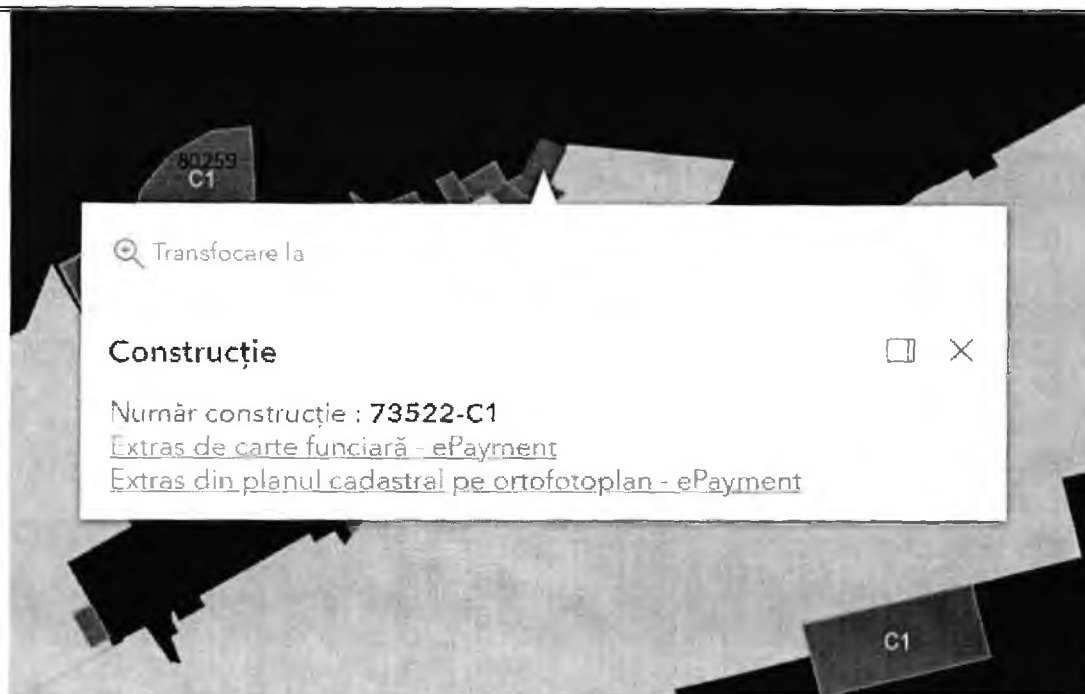 80259
C1
Transfocare la
Construcție
Număr construcție : 73522-C1
Extras de carte funciară - ePayment
Extras din planul cadastral pe ortofotoplan - ePayment
C1